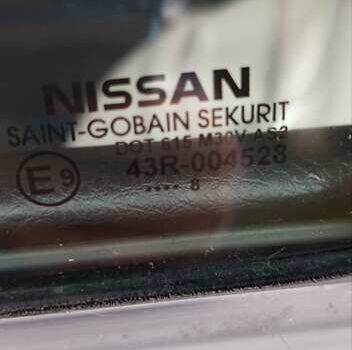 NISSAN
SAINT-GOBAIN SEKURIT
DOT 515 M30V AS2
E9 43R-004528
.... 8